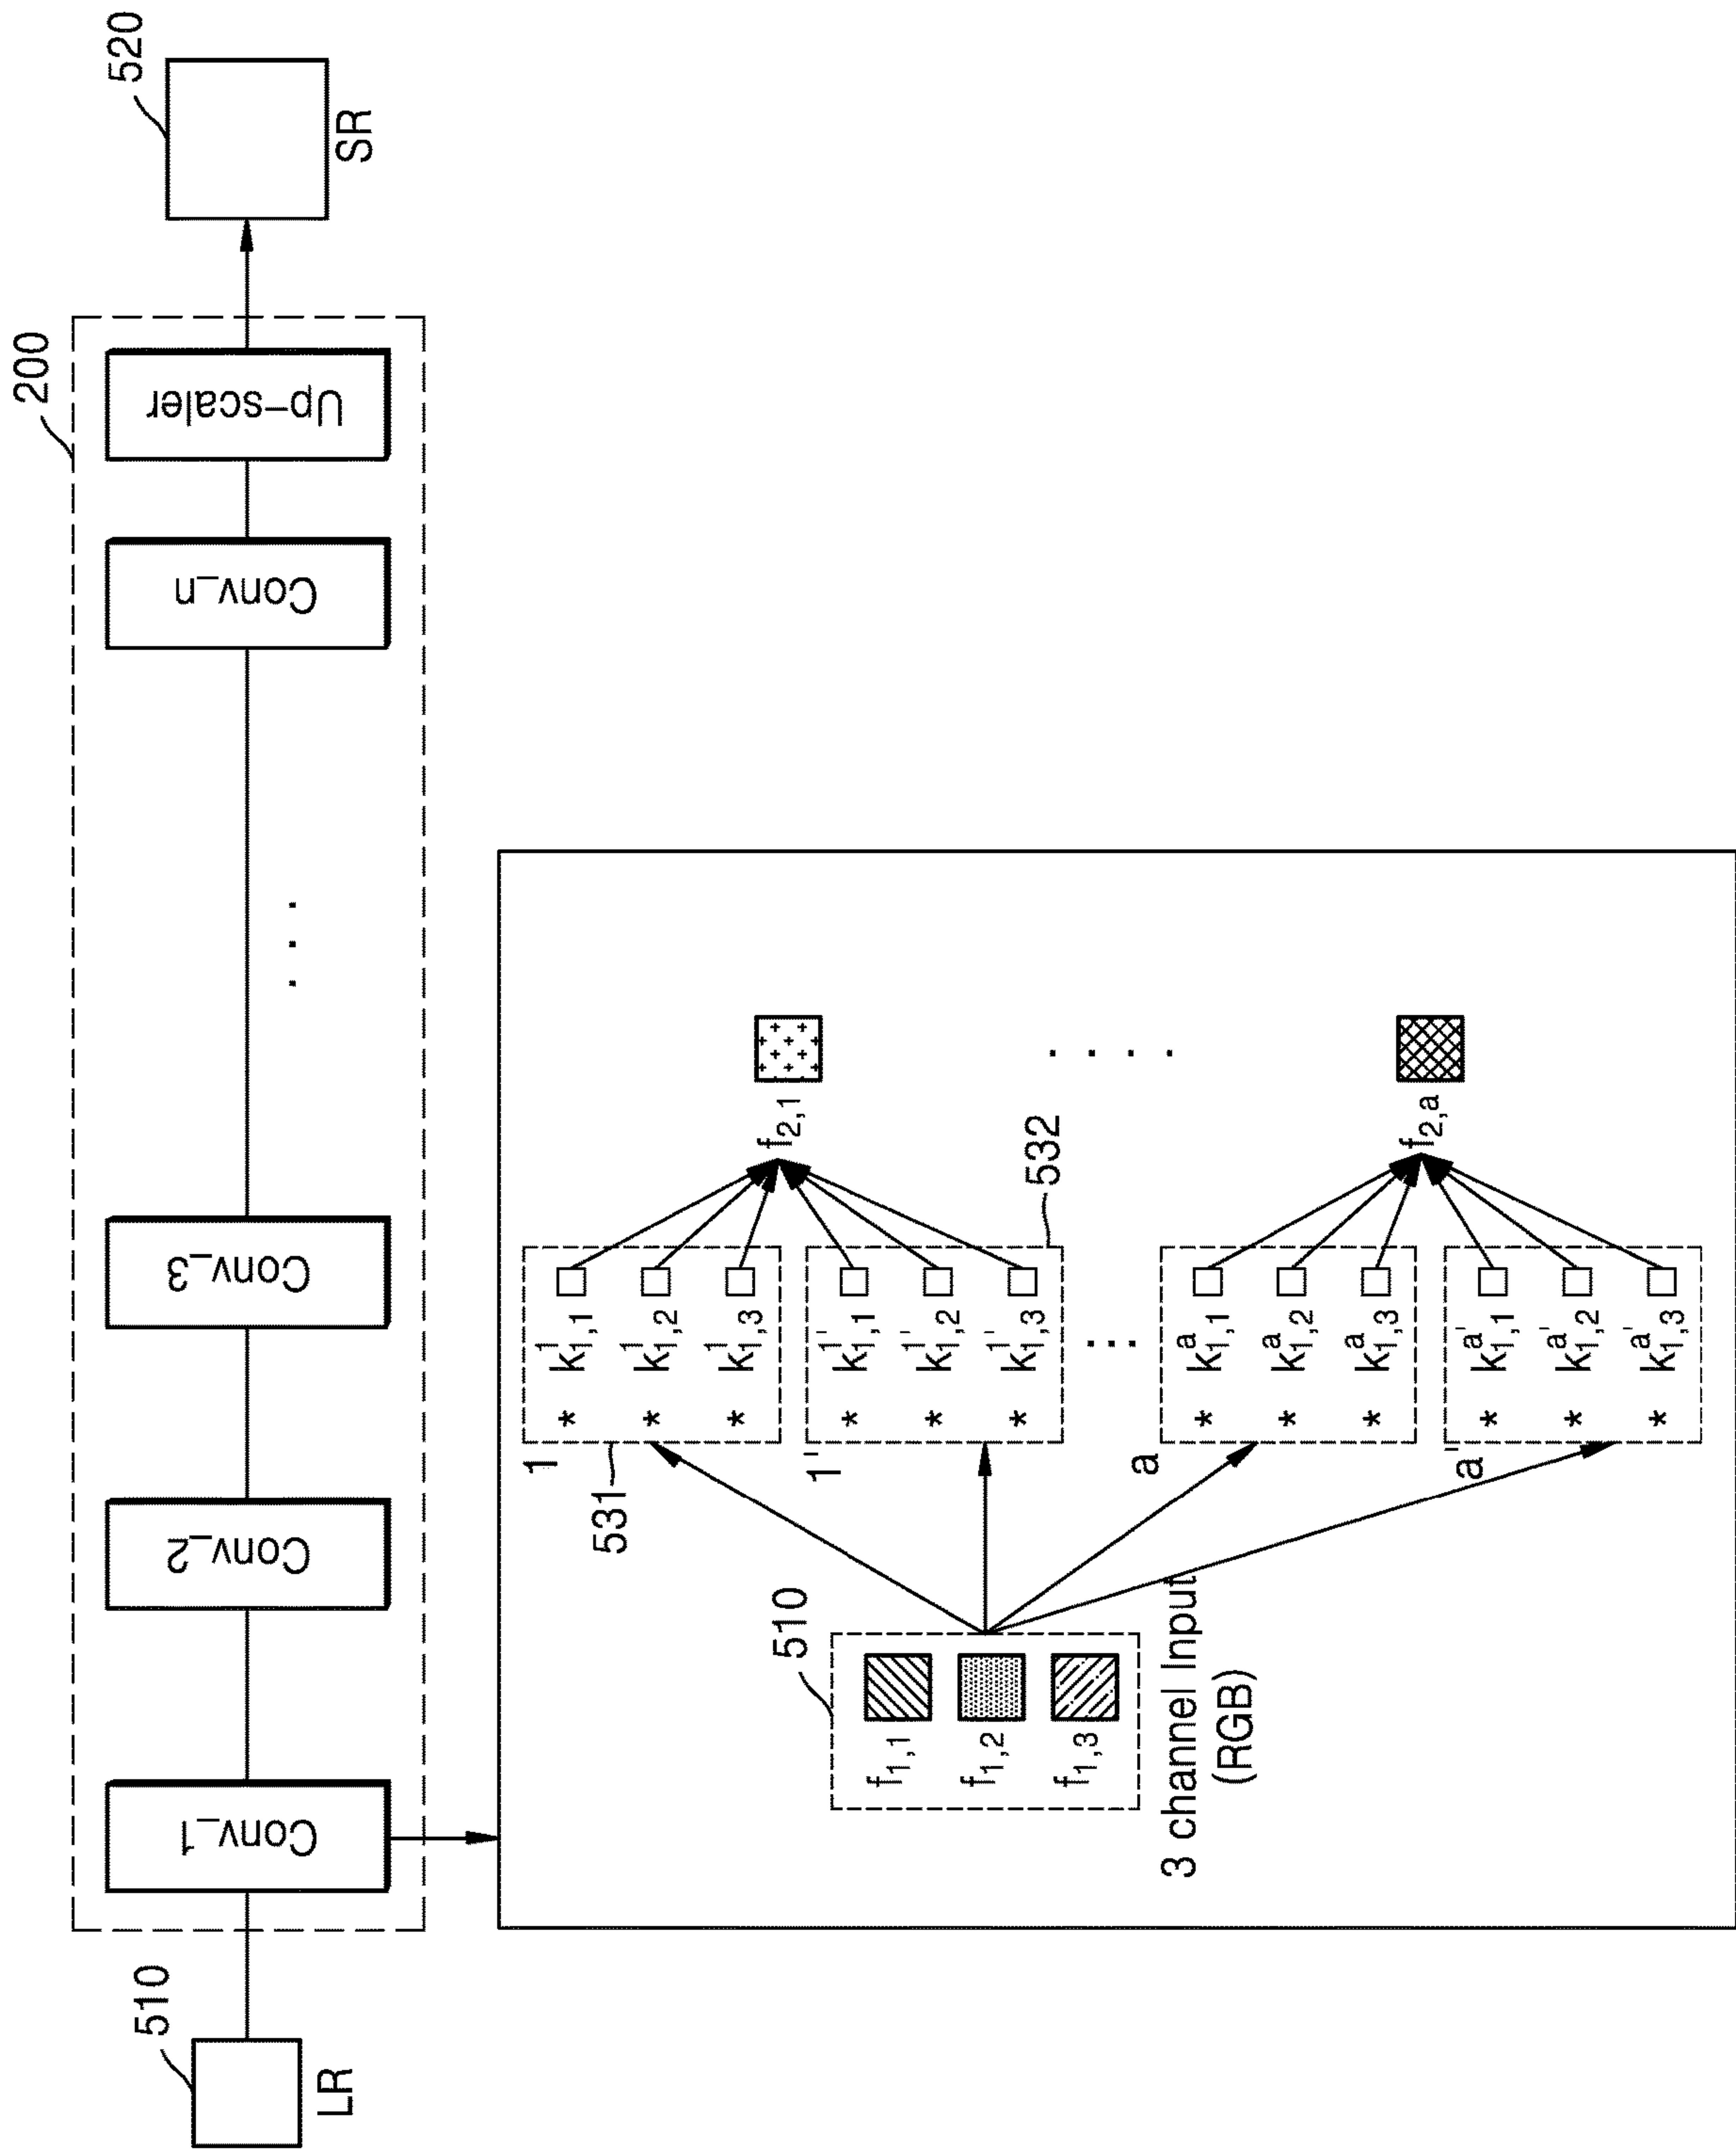 200
510
LR
Conv_1
Conv_2
Conv_3
. . .
Conv_n
Up-scaler
520
SR
510
f1,1
f1,2
f1,3
3 channel Input
(RGB)
531
1
* k¹1,1
* k¹1,2
* k¹1,3
1'
* k¹'1,1
* k¹'1,2
* k¹'1,3
532
...
a
* kᵃ1,1
* kᵃ1,2
* kᵃ1,3
a'
* kᵃ'1,1
* kᵃ'1,2
* kᵃ'1,3
f2,1
. . . .
f2,a